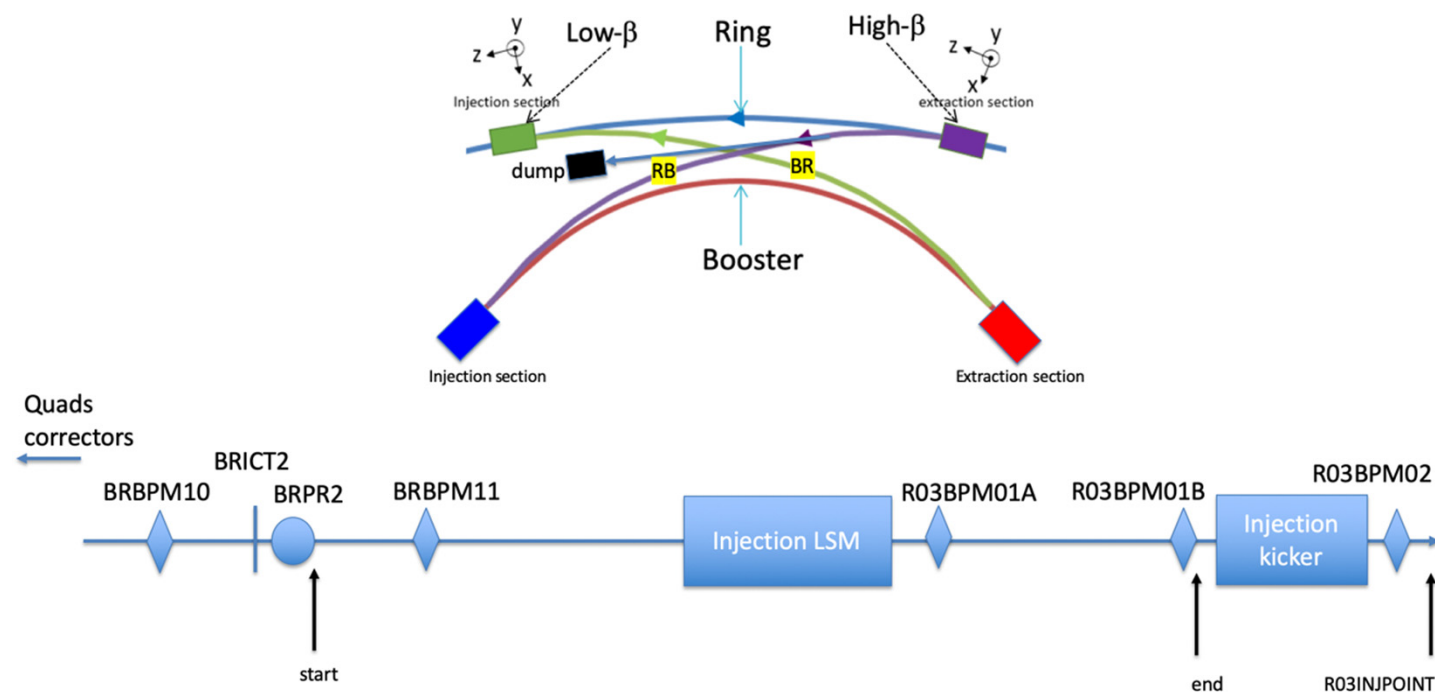 Low-β
Ring
High-β
y
z
x
y
z
x
Injection section
extraction section
dump
RB
BR
Booster
Injection section
Extraction section
Quads
correctors
BRICT2
BRBPM10
BRPR2
BRBPM11
R03BPM01A
R03BPM01B
R03BPM02
Injection LSM
Injection
kicker
start
end
R03INJPOINT